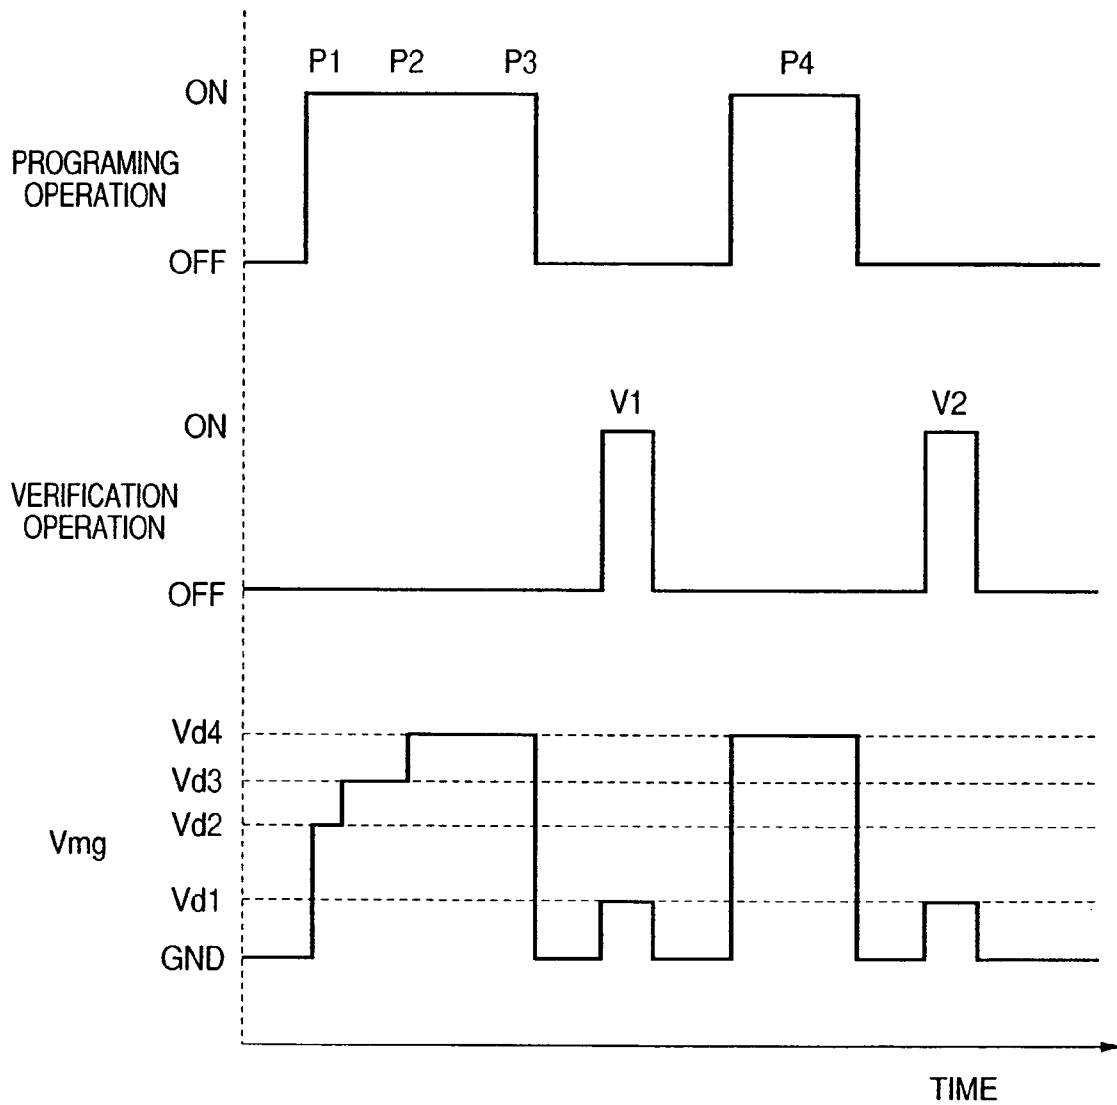 P1 P2 P3 P4
ON
PROGRAMING
OPERATION
OFF
V1 V2
ON
VERIFICATION
OPERATION
OFF
Vd4
Vd3
Vd2
Vmg
Vd1
GND
TIME